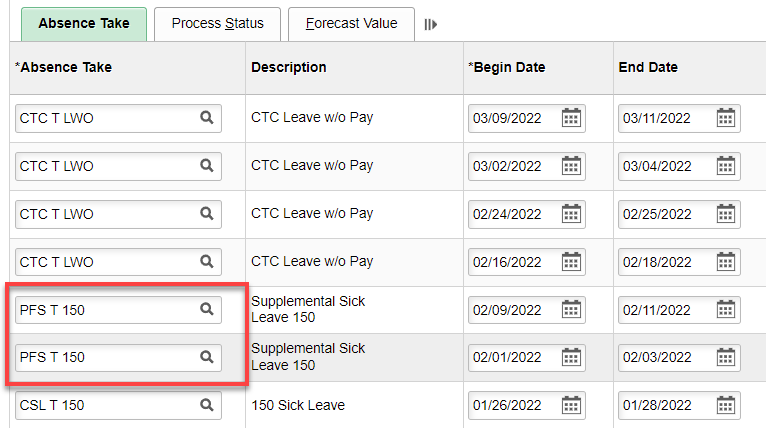 Absence Take Process Status Forecast Value
*Absence Take Description *Begin Date End Date
CTC T LWO CTC Leave w/o Pay 03/09/2022 03/11/2022
CTC T LWO CTC Leave w/o Pay 03/02/2022 03/04/2022
CTC T LWO CTC Leave w/o Pay 02/24/2022 02/25/2022
CTC T LWO CTC Leave w/o Pay 02/16/2022 02/18/2022
PFS T 150 Supplemental Sick 02/09/2022 02/11/2022
Leave 150
PFS T 150 Supplemental Sick 02/01/2022 02/03/2022
Leave 150
CSL T 150 150 Sick Leave 01/26/2022 01/28/2022